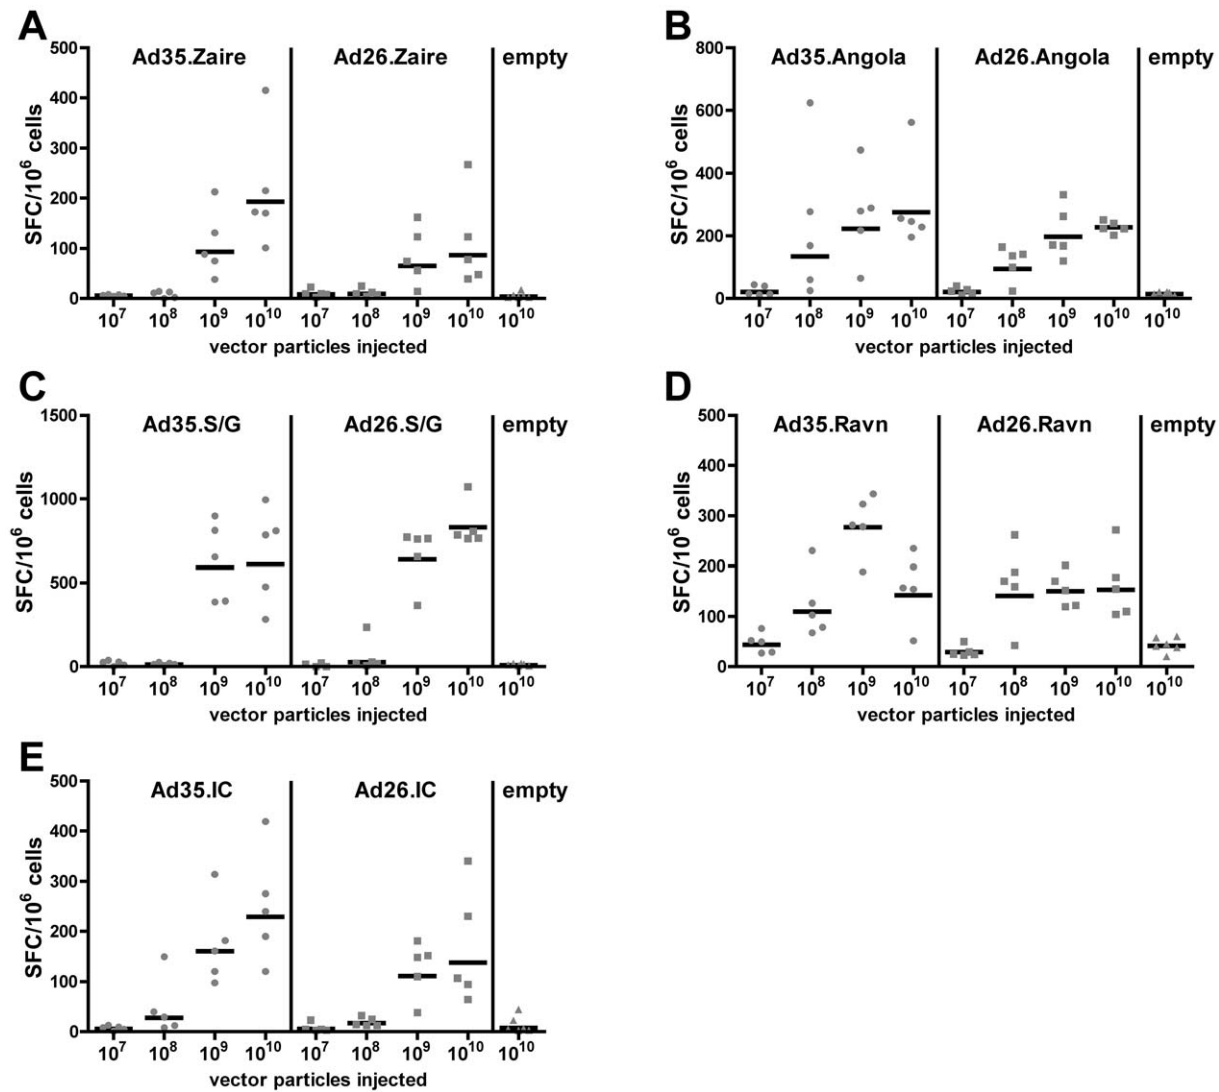 A
Ad35.Zaire Ad26.Zaire empty
SFC/10⁶ cells
500
400
300
200
100
0
10⁷ 10⁸ 10⁹ 10¹⁰ 10⁷ 10⁸ 10⁹ 10¹⁰ 10¹⁰
vector particles injected
B
Ad35.Angola Ad26.Angola empty
SFC/10⁶ cells
800
600
400
200
0
10⁷ 10⁸ 10⁹ 10¹⁰ 10⁷ 10⁸ 10⁹ 10¹⁰ 10¹⁰
vector particles injected
C
Ad35.S/G Ad26.S/G empty
SFC/10⁶ cells
1500
1000
500
0
10⁷ 10⁸ 10⁹ 10¹⁰ 10⁷ 10⁸ 10⁹ 10¹⁰ 10¹⁰
vector particles injected
D
Ad35.Ravn Ad26.Ravn empty
SFC/10⁶ cells
500
400
300
200
100
0
10⁷ 10⁸ 10⁹ 10¹⁰ 10⁷ 10⁸ 10⁹ 10¹⁰ 10¹⁰
vector particles injected
E
Ad35.IC Ad26.IC empty
SFC/10⁶ cells
500
400
300
200
100
0
10⁷ 10⁸ 10⁹ 10¹⁰ 10⁷ 10⁸ 10⁹ 10¹⁰ 10¹⁰
vector particles injected